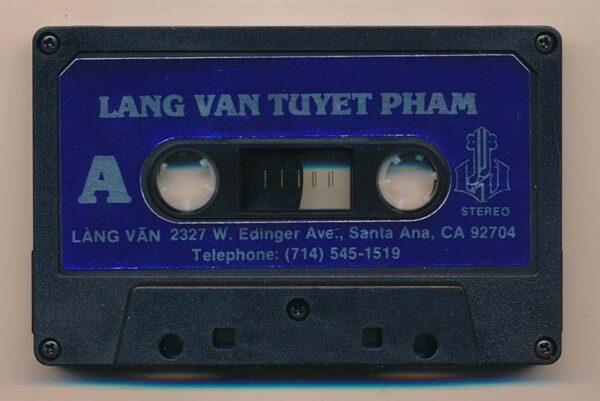 LANG VAN TUYET PHAM
A
STEREO
LÀNG VĂN 2327 W. Edinger Ave., Santa Ana, CA 92704
Telephone: (714) 545-1519